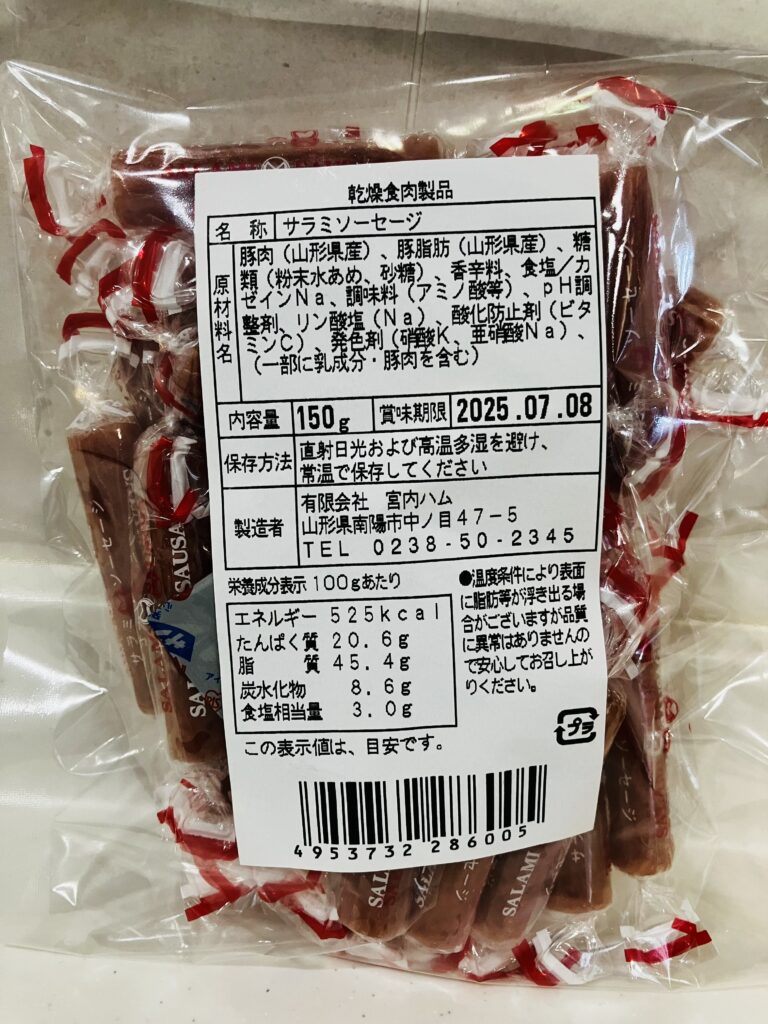 乾燥食肉製品
名 称 サラミソーセージ
原材料名
豚肉（山形県産）、豚脂肪（山形県産）、糖
類（粉末水あめ、砂糖）、香辛料、食塩／カ
ゼインNa、調味料（アミノ酸等）、pH調
整剤、リン酸塩（Na）、酸化防止剤（ビタ
ミンC）、発色剤（硝酸K、亜硝酸Na）、
（一部に乳成分・豚肉を含む）
内容量 150g 賞味期限 2025.07.08
保存方法 直射日光および高温多湿を避け、
常温で保存してください
製造者
有限会社 宮内ハム
山形県南陽市中ノ目47-5
TEL 0238-50-2345
栄養成分表示 100gあたり
エネルギー 525kcal
たんぱく質 20.6g
脂質 45.4g
炭水化物 8.6g
食塩相当量 3.0g
この表示値は、目安です。
●温度条件により表面
に脂肪等が浮き出る場
合がございますが品質
に異常はありませんの
で安心してお召し上が
りください。
プラ
4953732 286005
サラミソーセージ
SALAMI
SAUSA
SALAMI
SALAMI